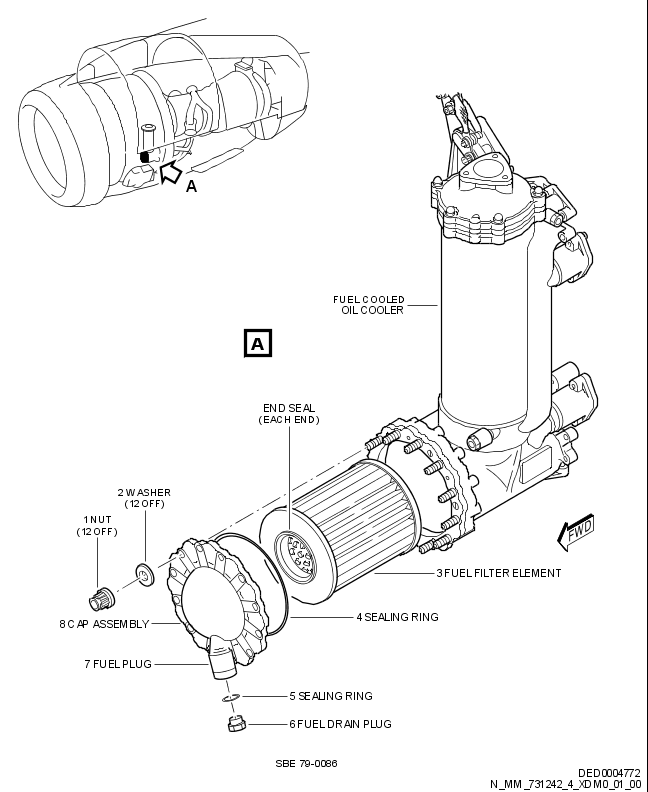 A
FUEL COOLED
OIL COOLER
A
END SEAL
(EACH END)
2 WASHER
(12 OFF)
1 NUT
(12 OFF)
FWD
3 FUEL FILTER ELEMENT
4 SEALING RING
8 CAP ASSEMBLY
7 FUEL PLUG
5 SEALING RING
6 FUEL DRAIN PLUG
SBE 79-0086
DED0004772
N_MM_731242_4_XDM0_01_00